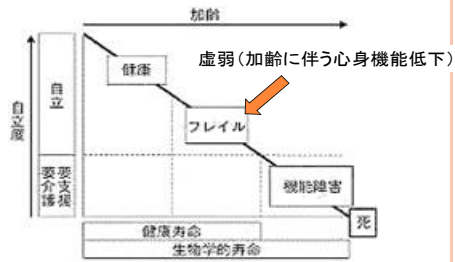 加齢
虚弱(加齢に伴う心身機能低下)
健康
自立度
自立
フレイル
要支援
要介護
機能障害
死
健康寿命
生物学的寿命